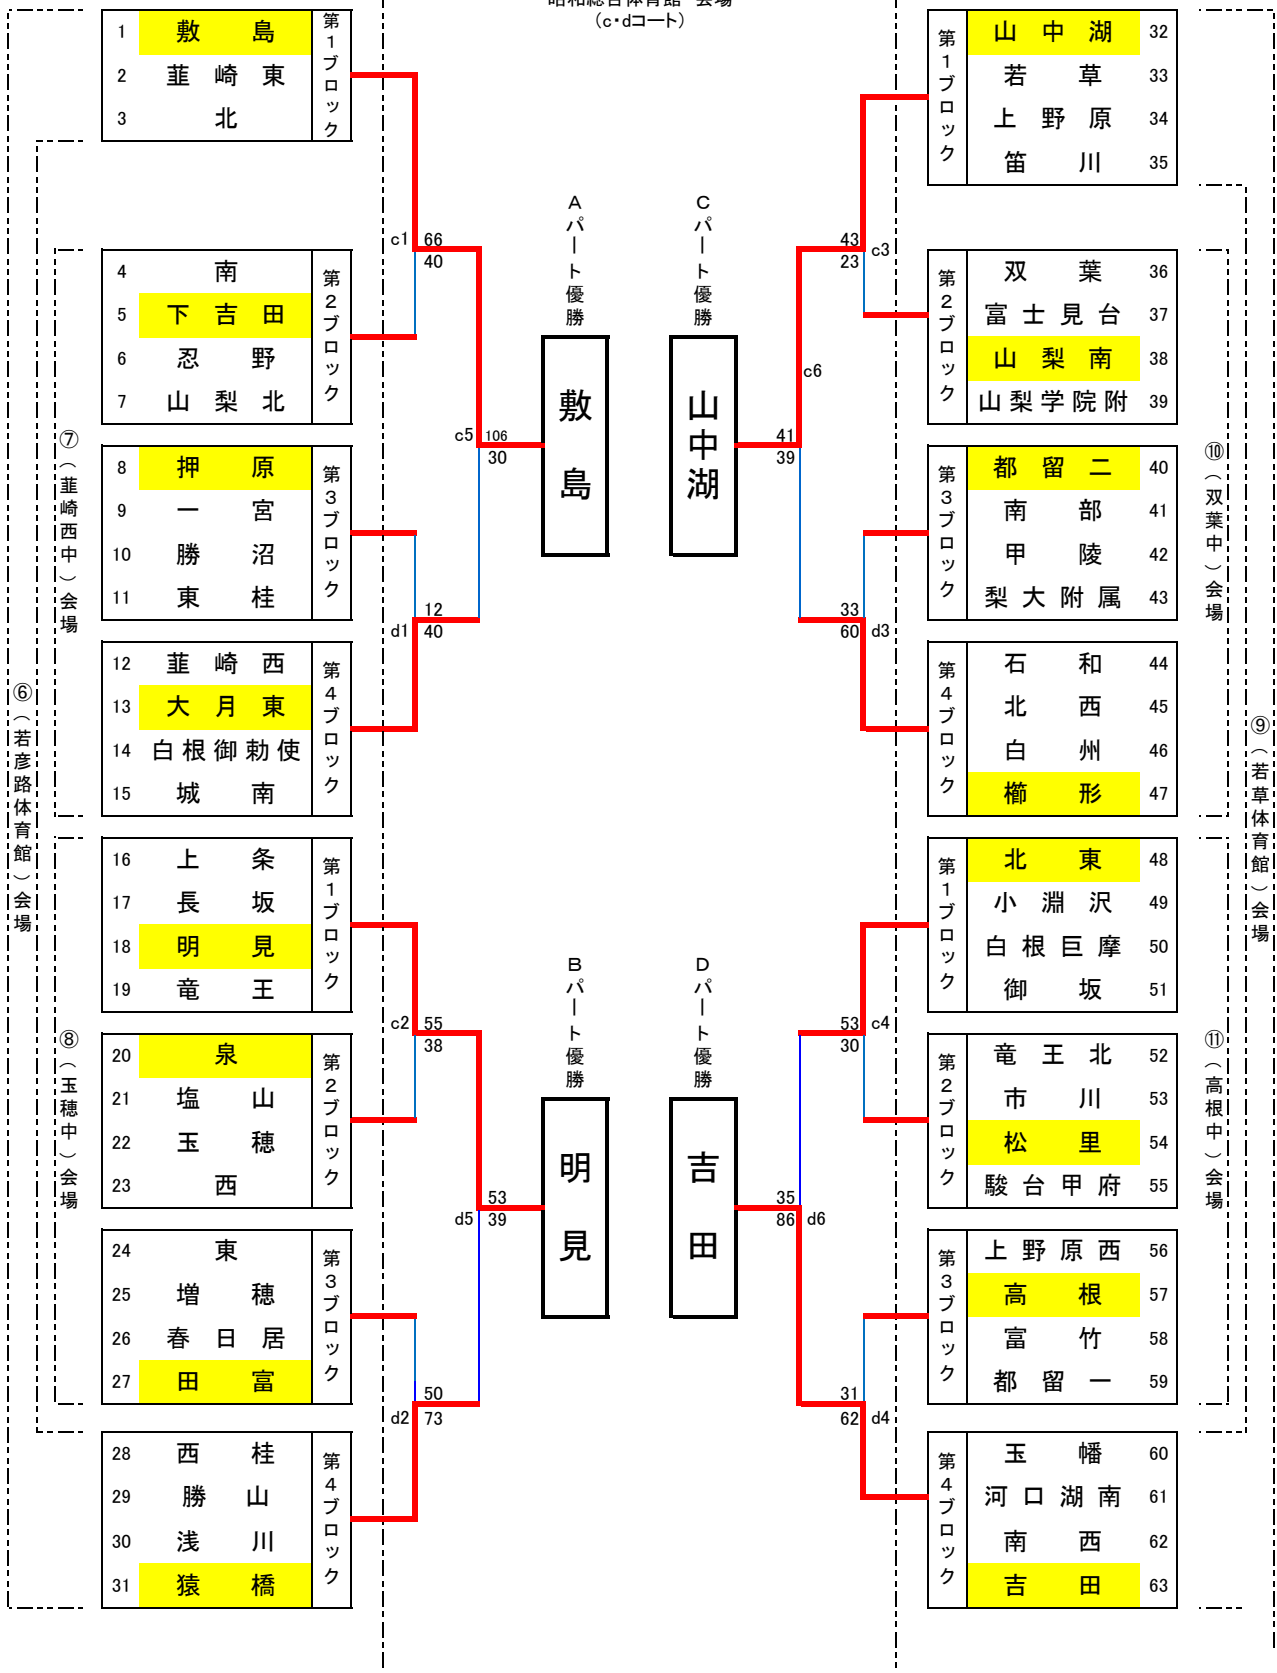 昭和総合体育館 会場
(c・dコート)
1 敷島
2 韮崎東
3 北
第1ブロック
4 南
5 下吉田
6 忍野
7 山梨北
第2ブロック
8 押原
9 一宮
10 勝沼
11 東桂
第3ブロック
12 韮崎西
13 大月東
14 白根御勅使
15 城南
第4ブロック
16 上条
17 長坂
18 明見
19 竜王
第1ブロック
20 泉
21 塩山
22 玉穂
23 西
第2ブロック
24 東
25 増穂
26 春日居
27 田富
第3ブロック
28 西桂
29 勝山
30 浅川
31 猿橋
第4ブロック
⑥(若彦路体育館)会場
⑦(韮崎西中)会場
⑧(玉穂中)会場
c1 66
40
c5 106
30
12
d1 40
c2 55
38
53
d5 39
50
d2 73
Aパート優勝
敷島
Bパート優勝
明見
Cパート優勝
山中湖
Dパート優勝
吉田
43
23 c3
c6
41
39
33
60 d3
53 c4
30
35
86 d6
31
62 d4
第1ブロック
山中湖 32
若草 33
上野原 34
笛川 35
第2ブロック
双葉 36
富士見台 37
山梨南 38
山梨学院附 39
第3ブロック
都留二 40
南部 41
甲陵 42
梨大附属 43
第4ブロック
石和 44
北西 45
白州 46
櫛形 47
第1ブロック
北東 48
小淵沢 49
白根巨摩 50
御坂 51
第2ブロック
竜王北 52
市川 53
松里 54
駿台甲府 55
第3ブロック
上野原西 56
高根 57
富竹 58
都留一 59
第4ブロック
玉幡 60
河口湖南 61
南西 62
吉田 63
⑨(若草体育館)会場
⑩(双葉中)会場
⑪(高根中)会場